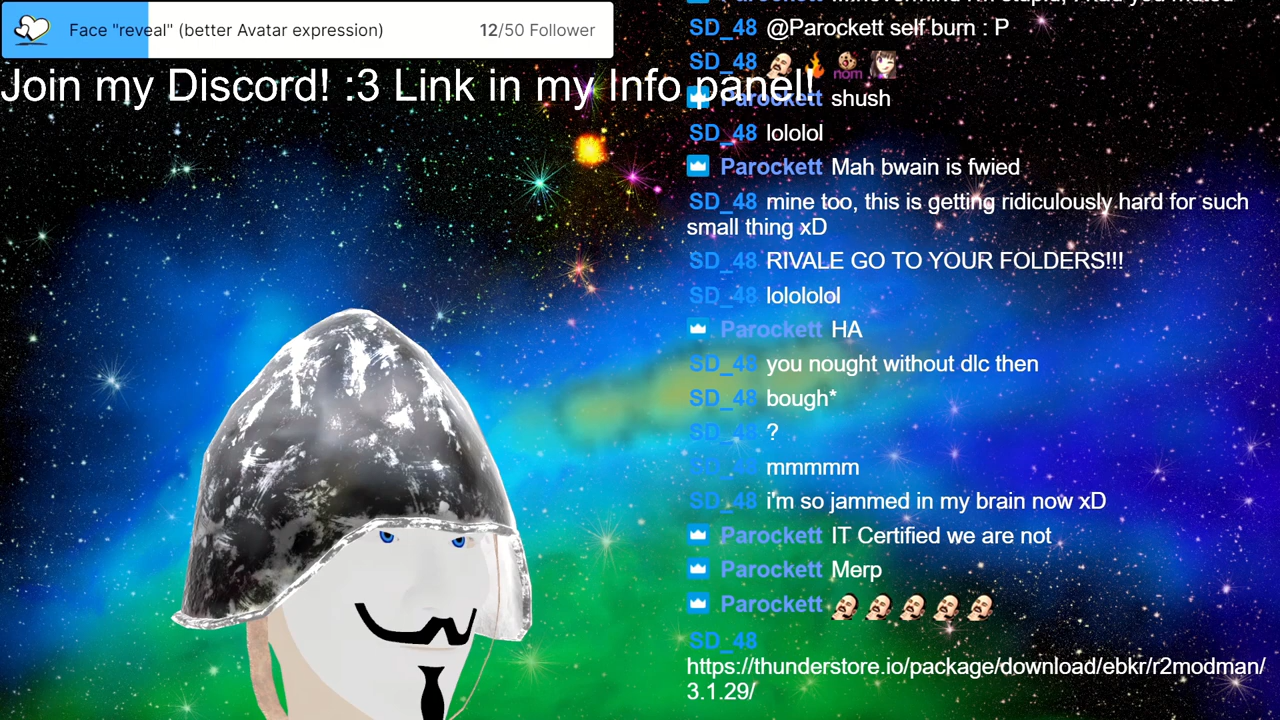 Face "reveal" (better Avatar expression) 12/50 Follower
Join my Discord! :3 Link in my Info panel!
SD_48 @Parockett self burn : P
SD_48 nom
Parockett shush
SD_48 lololol
Parockett Mah bwain is fwied
SD_48 mine too, this is getting ridiculously hard for such
small thing xD
SD_48 RIVALE GO TO YOUR FOLDERS!!!
SD_48 lolololol
Parockett HA
SD_48 you nought without dlc then
SD_48 bough*
SD_48 ?
SD_48 mmmmm
SD_48 i'm so jammed in my brain now xD
Parockett IT Certified we are not
Parockett Merp
Parockett
SD_48
https://thunderstore.io/package/download/ebkr/r2modman/
3.1.29/